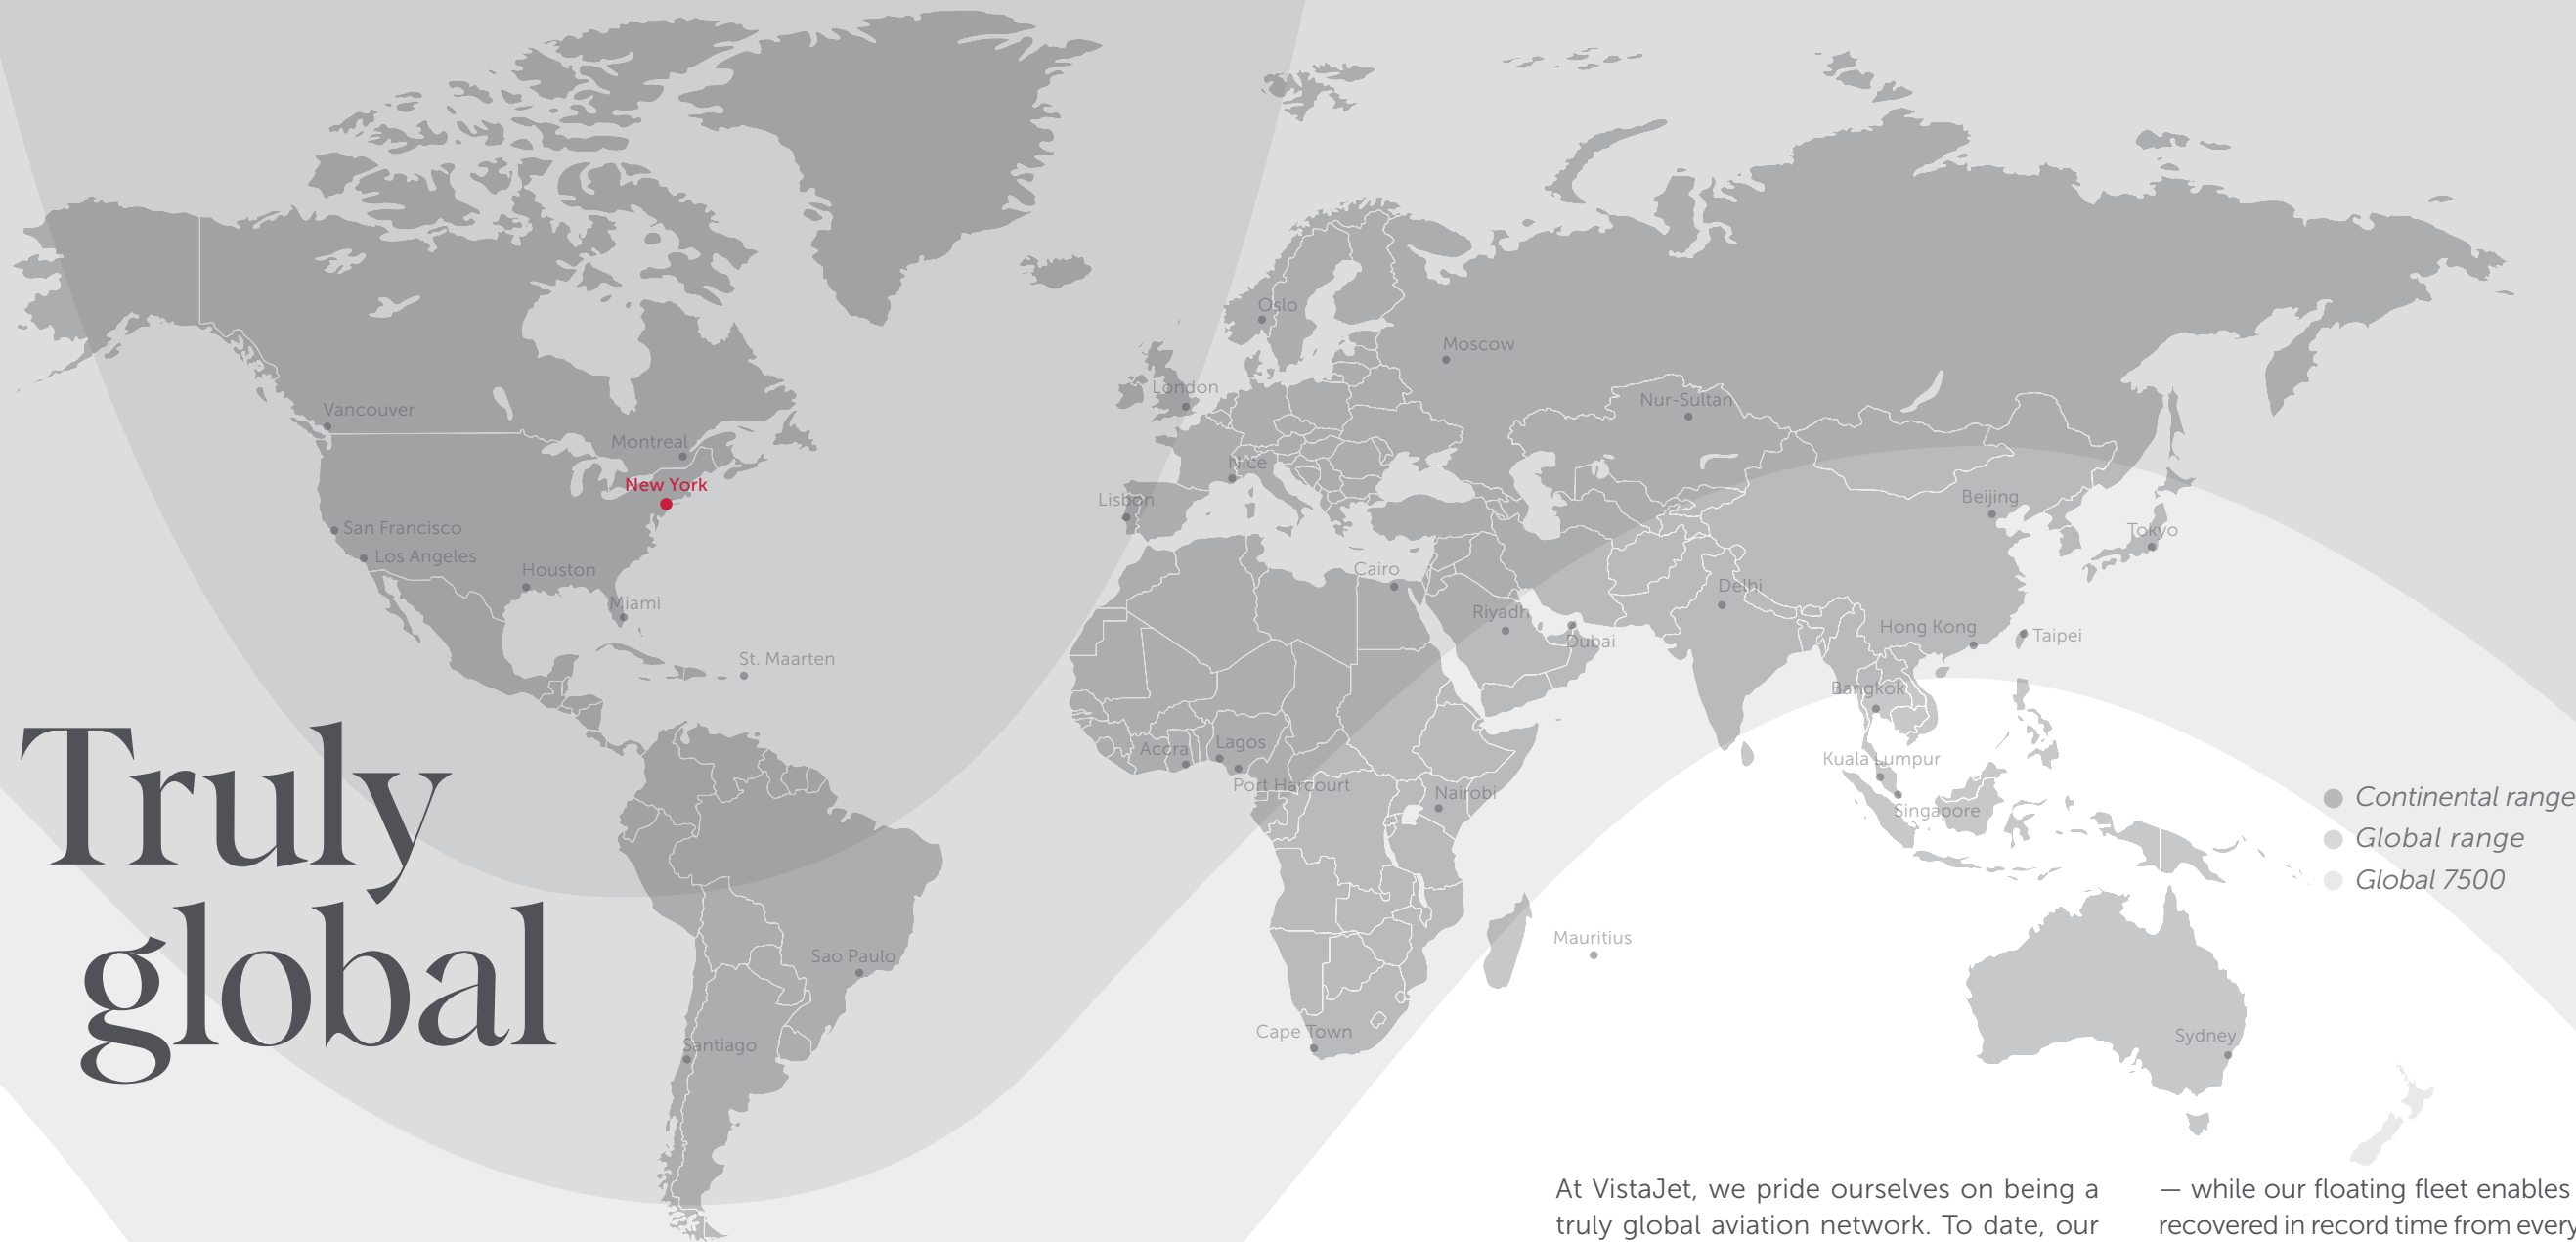 Oslo
Moscow
London
Nur-Sultan
Vancouver
Montreal
Nice
New York
Lisbon
Beijing
San Francisco
Tokyo
Los Angeles
Houston
Cairo
Delhi
Miami
Riyadh
Hong Kong
Dubai
Taipei
St. Maarten
Bangkok
Accra
Lagos
Kuala Lumpur
Port Harcourt
Nairobi
Singapore
Truly
global
Continental range
Global range
Global 7500
Mauritius
Sao Paulo
Cape Town
Sydney
Santiago
At VistaJet, we pride ourselves on being a
truly global aviation network. To date, our
— while our floating fleet enables
recovered in record time from every